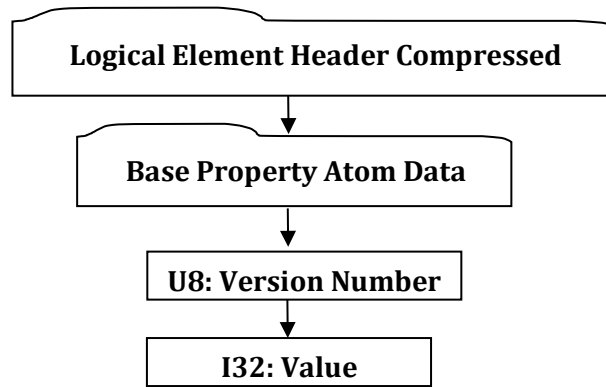 Logical Element Header Compressed
Base Property Atom Data
U8: Version Number
I32: Value